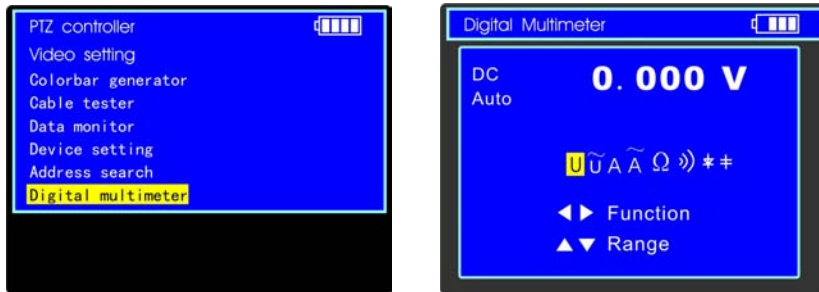 PTZ controller
Video setting
Colorbar generator
Cable tester
Data monitor
Device setting
Address search
Digital multimeter
Digital Multimeter
DC
0.000 V
Auto
U Ũ A Ã Ω
◀ ▶ Function
▲▼ Range